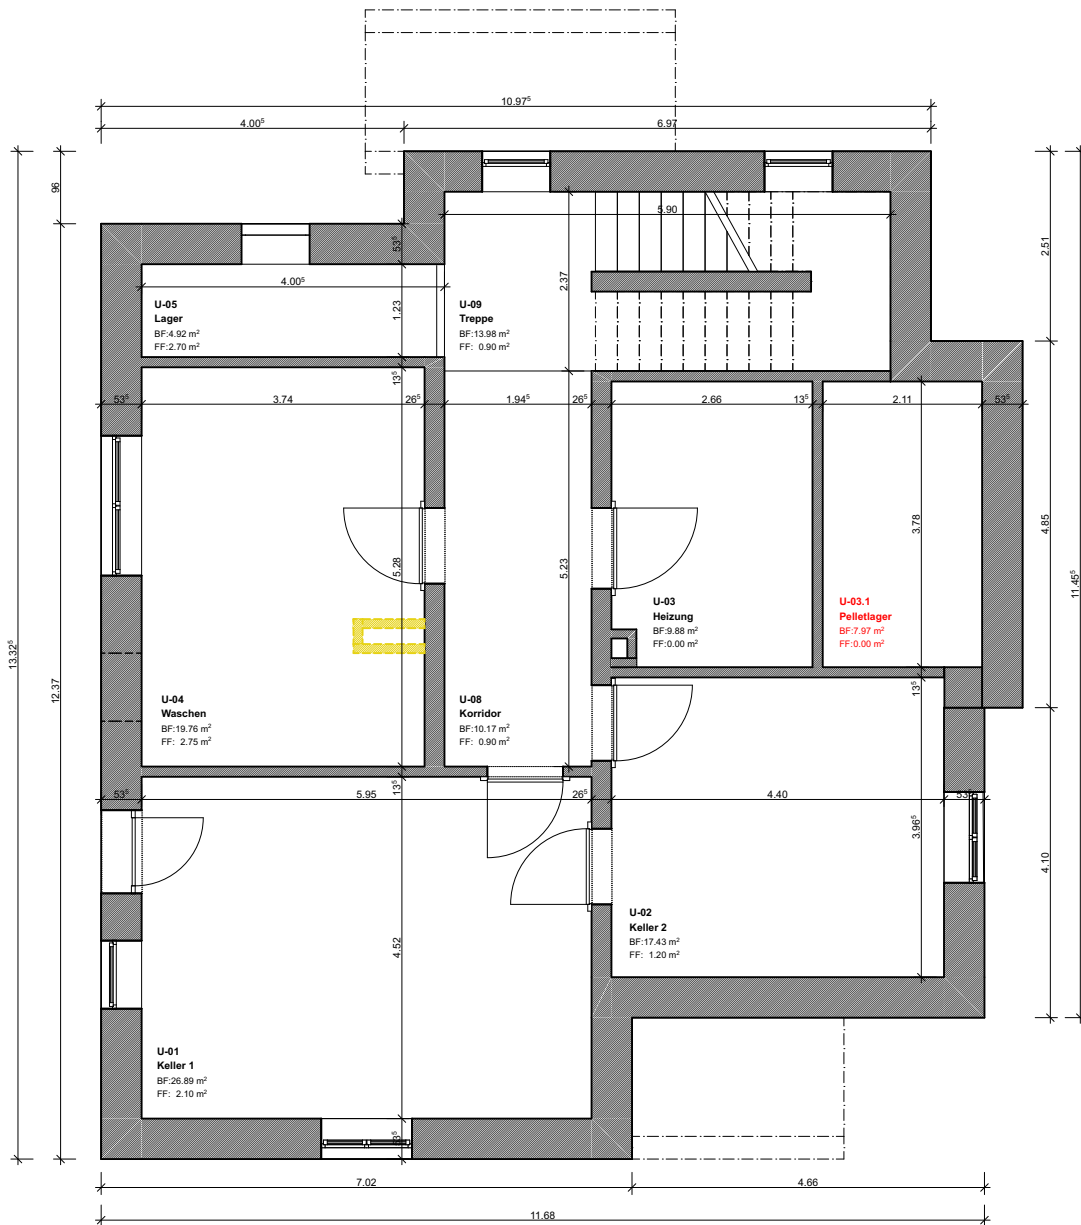 10.97⁵
4.00⁵
6.97
96
53⁵
5.90
2.51
2.37
4.00⁵
1.23
U-05
Lager
BF:4.92 m²
FF:2.70 m²
U-09
Treppe
BF:13.98 m²
FF: 0.90 m²
13⁵
53⁵
3.74
26⁵
1.94⁵
26⁵
2.66
13⁵
2.11
53⁵
3.78
4.85
5.28
5.23
11.45⁵
U-03
Heizung
BF:9.88 m²
FF:0.00 m²
U-03.1
Pelletlager
BF:7.97 m²
FF:0.00 m²
13.32⁵
12.37
U-04
Waschen
BF:19.76 m²
FF: 2.75 m²
U-08
Korridor
BF:10.17 m²
FF: 0.90 m²
13⁵
13⁵
53⁵
5.95
26⁵
4.40
53⁵
3.96⁵
4.10
4.52
U-02
Keller 2
BF:17.43 m²
FF: 1.20 m²
U-01
Keller 1
BF:26.89 m²
FF: 2.10 m²
53⁵
7.02
4.66
11.68